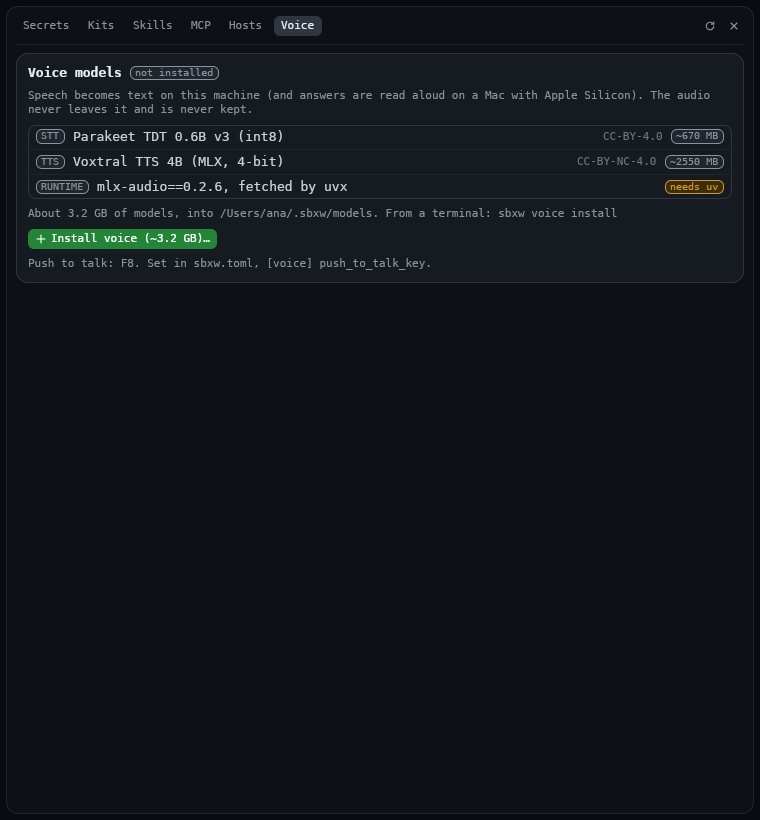 Secrets Kits Skills MCP Hosts Voice
Voice models not installed
Speech becomes text on this machine (and answers are read aloud on a Mac with Apple Silicon). The audio
never leaves it and is never kept.
STT Parakeet TDT 0.6B v3 (int8) CC-BY-4.0 ~670 MB
TTS Voxtral TTS 4B (MLX, 4-bit) CC-BY-NC-4.0 ~2550 MB
RUNTIME mlx-audio==0.2.6, fetched by uvx needs uv
About 3.2 GB of models, into /Users/ana/.sbxw/models. From a terminal: sbxw voice install
+ Install voice (~3.2 GB)…
Push to talk: F8. Set in sbxw.toml, [voice] push_to_talk_key.